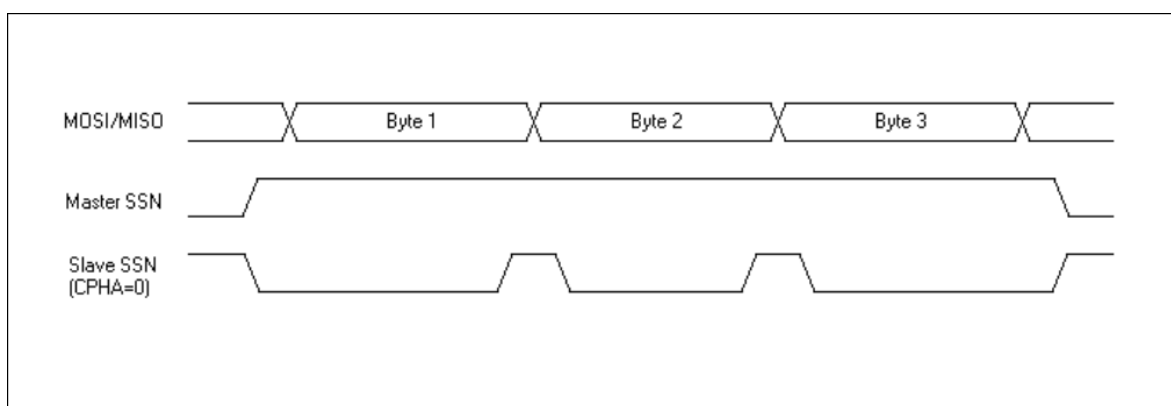 MOSI/MISO
Byte 1
Byte 2
Byte 3
Master SSN
Slave SSN
(CPHA=0)